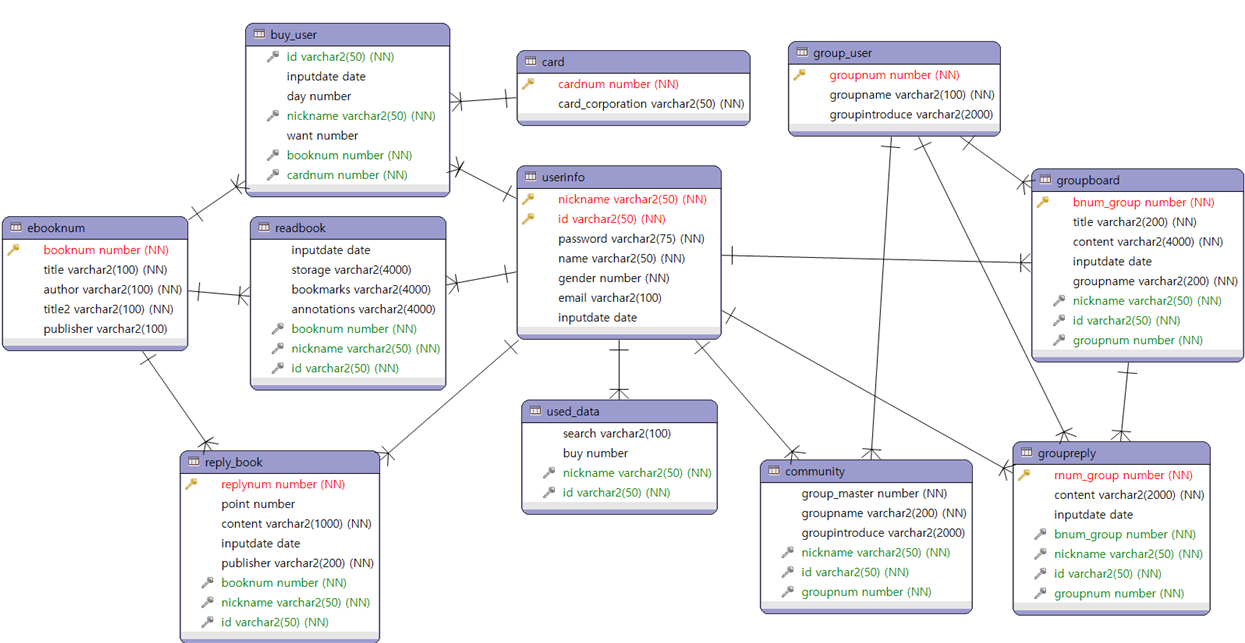 buy_user
id varchar2(50) (NN)
inputdate date
day number
nickname varchar2(50) (NN)
want number
booknum number (NN)
cardnum number (NN)
card
cardnum number (NN)
card_corporation varchar2(50) (NN)
group_user
groupnum number (NN)
groupname varchar2(100) (NN)
groupintroduce varchar2(2000)
userinfo
nickname varchar2(50) (NN)
id varchar2(50) (NN)
password varchar2(75) (NN)
name varchar2(50) (NN)
gender number (NN)
email varchar2(100)
inputdate date
groupboard
bnum_group number (NN)
title varchar2(200) (NN)
content varchar2(4000) (NN)
inputdate date
groupname varchar2(200) (NN)
nickname varchar2(50) (NN)
id varchar2(50) (NN)
groupnum number (NN)
ebooknum
booknum number (NN)
title varchar2(100) (NN)
author varchar2(100) (NN)
title2 varchar2(100) (NN)
publisher varchar2(100)
readbook
inputdate date
storage varchar2(4000)
bookmarks varchar2(4000)
annotations varchar2(4000)
booknum number (NN)
nickname varchar2(50) (NN)
id varchar2(50) (NN)
used_data
search varchar2(100)
buy number
nickname varchar2(50) (NN)
id varchar2(50) (NN)
reply_book
replynum number (NN)
point number
content varchar2(1000) (NN)
inputdate date
publisher varchar2(200) (NN)
booknum number (NN)
nickname varchar2(50) (NN)
id varchar2(50) (NN)
community
group_master number (NN)
groupname varchar2(200) (NN)
groupintroduce varchar2(2000)
nickname varchar2(50) (NN)
id varchar2(50) (NN)
groupnum number (NN)
groupreply
rnum_group number (NN)
content varchar2(2000) (NN)
inputdate date
bnum_group number (NN)
nickname varchar2(50) (NN)
id varchar2(50) (NN)
groupnum number (NN)